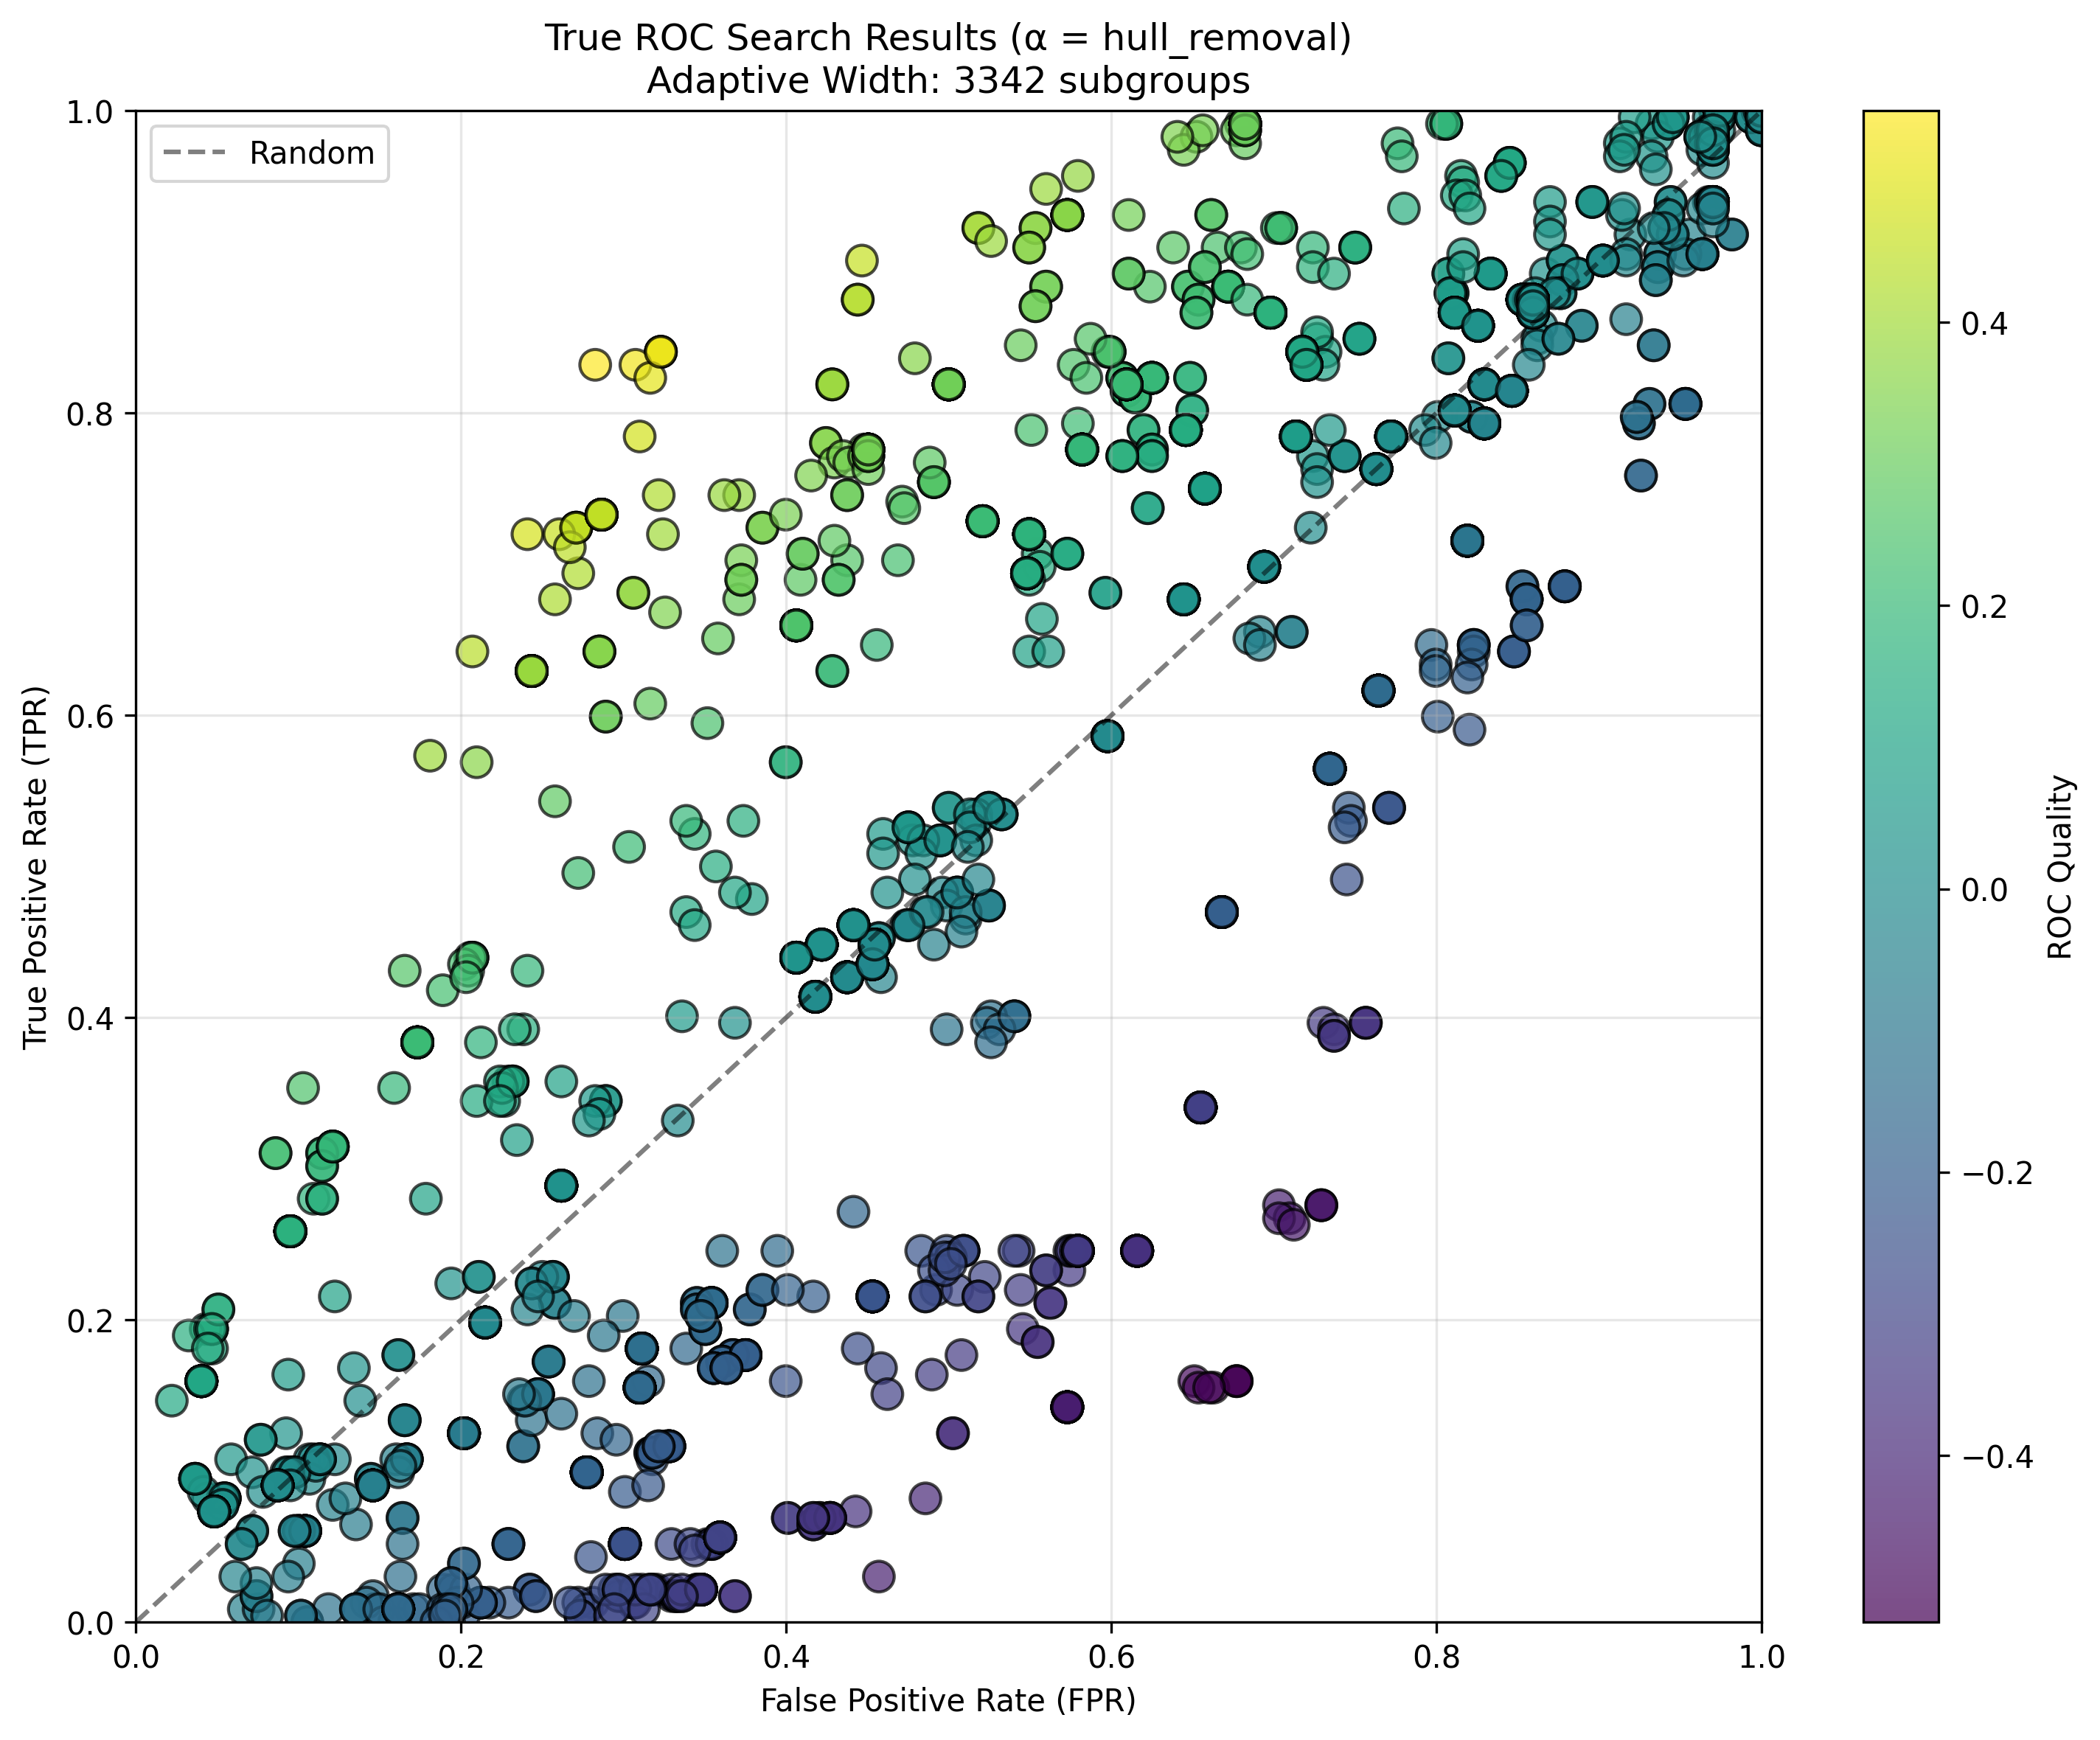 True ROC Search Results (α = hull_removal)
Adaptive Width: 3342 subgroups
Random
True Positive Rate (TPR)
1.0
0.8
0.6
0.4
0.2
0.0
0.0 0.2 0.4 0.6 0.8 1.0
False Positive Rate (FPR)
0.4
0.2
0.0
−0.2
−0.4
ROC Quality